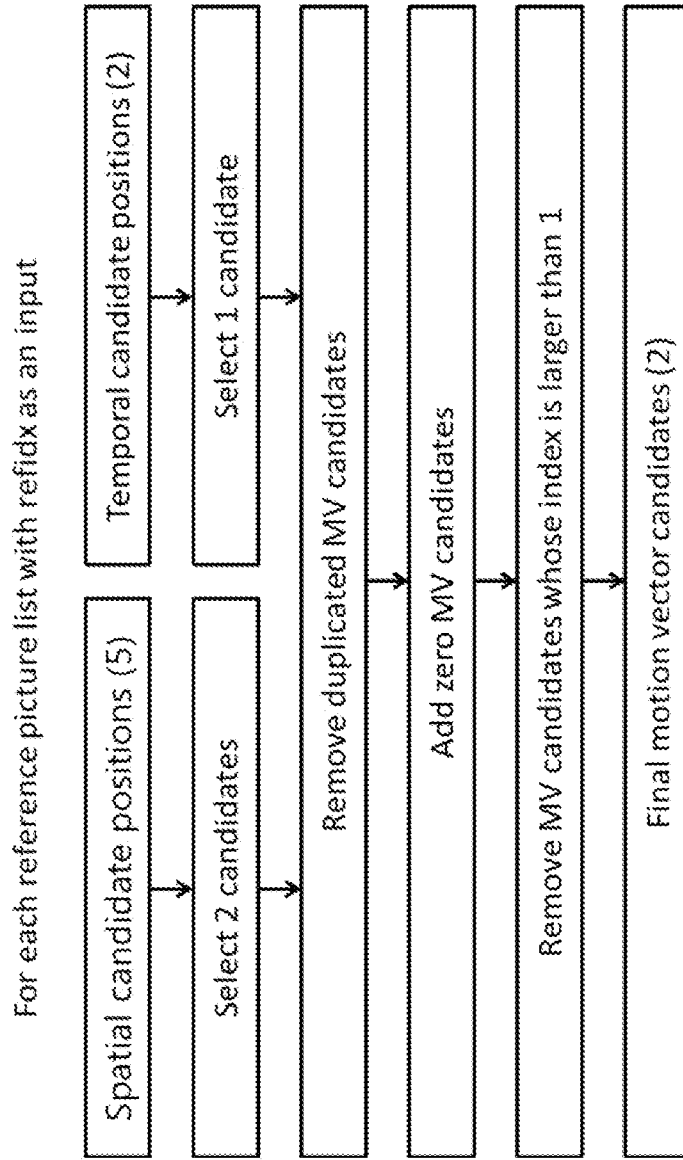 For each reference picture list with refidx as an input
Spatial candidate positions (5)
Temporal candidate positions (2)
Select 2 candidates
Select 1 candidate
Remove duplicated MV candidates
Add zero MV candidates
Remove MV candidates whose index is larger than 1
Final motion vector candidates (2)